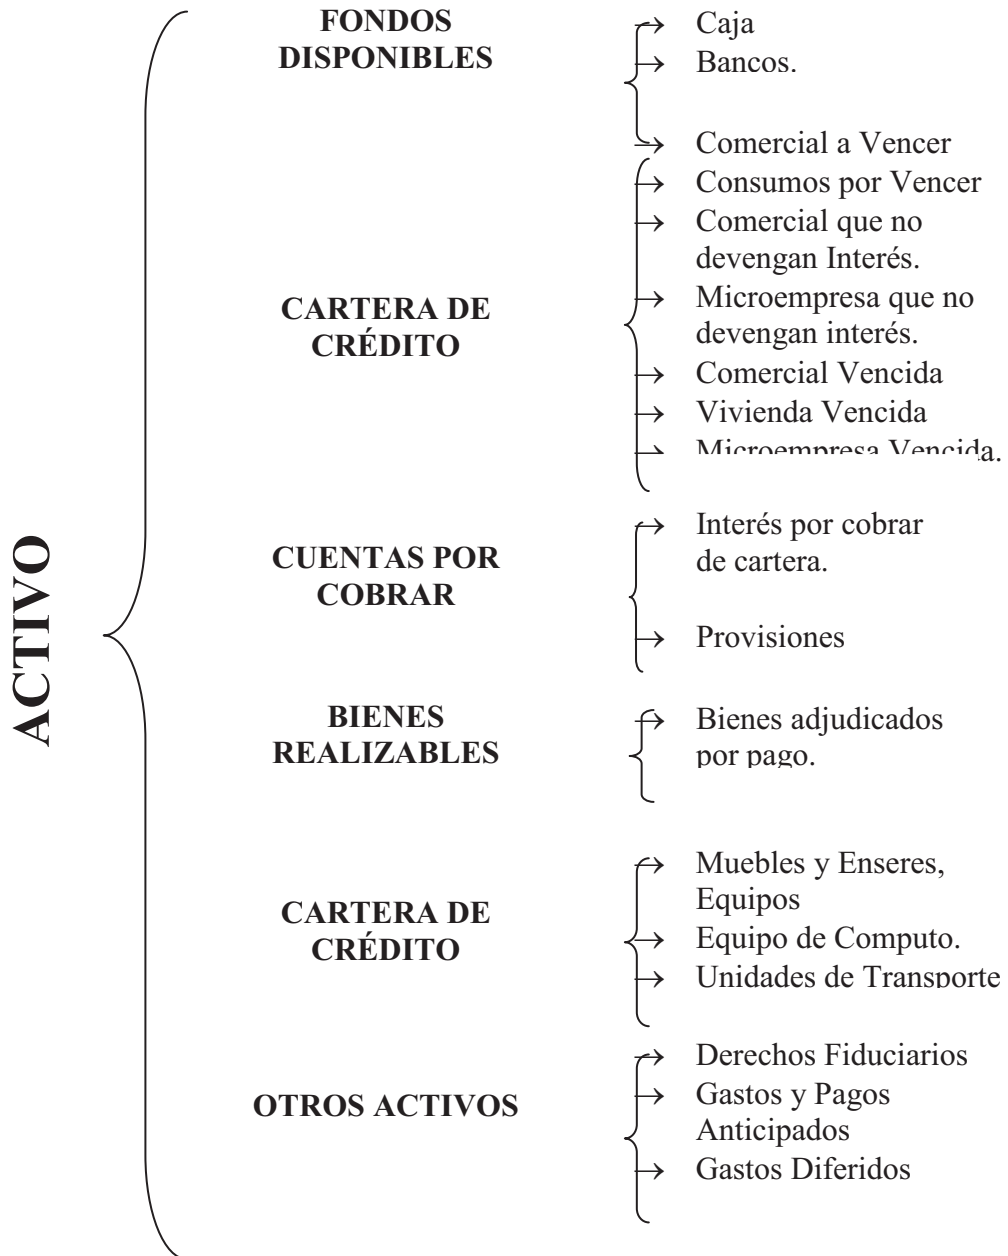 ACTIVO
FONDOS
DISPONIBLES
→ Caja
→ Bancos.
→ Comercial a Vencer
→ Consumos por Vencer
→ Comercial que no
devengan Interés.
→ Microempresa que no
devengan interés.
→ Comercial Vencida
→ Vivienda Vencida
→ Microempresa Vencida.
CARTERA DE
CRÉDITO
CUENTAS POR
COBRAR
→ Interés por cobrar
de cartera.
→ Provisiones
BIENES
REALIZABLES
→ Bienes adjudicados
por pago.
CARTERA DE
CRÉDITO
→ Muebles y Enseres,
Equipos
→ Equipo de Computo.
→ Unidades de Transporte
OTROS ACTIVOS
→ Derechos Fiduciarios
→ Gastos y Pagos
Anticipados
→ Gastos Diferidos